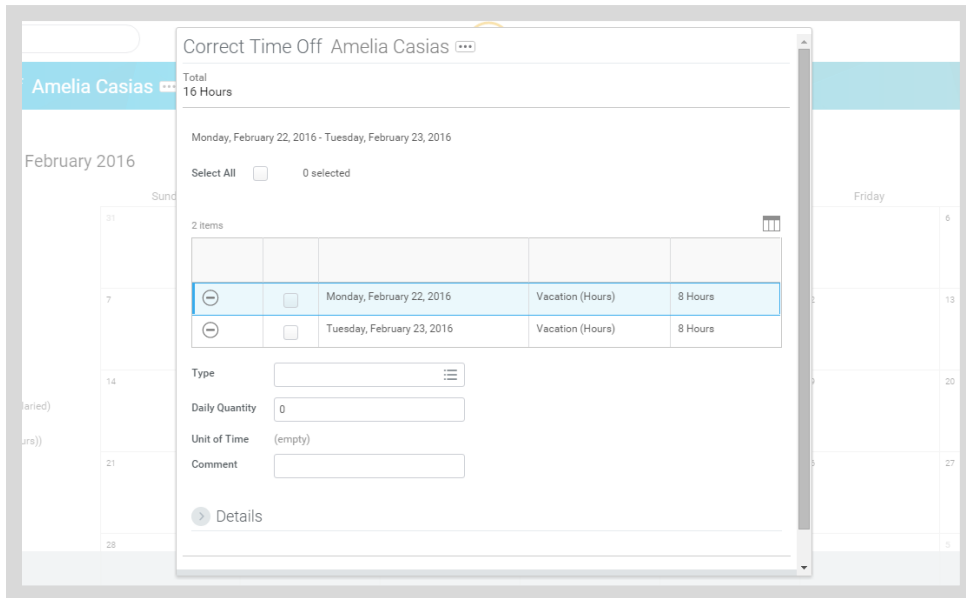 Correct Time Off Amelia Casias
Total
16 Hours
Amelia Casias
Monday, February 22, 2016 - Tuesday, February 23, 2016
February 2016
Select All 0 selected
Friday
31 6
2 items
7 Monday, February 22, 2016 Vacation (Hours) 8 Hours 13
Tuesday, February 23, 2016 Vacation (Hours) 8 Hours
Type
14 20
Daily Quantity 0
Unit of Time (empty)
21 Comment 27
Details
28